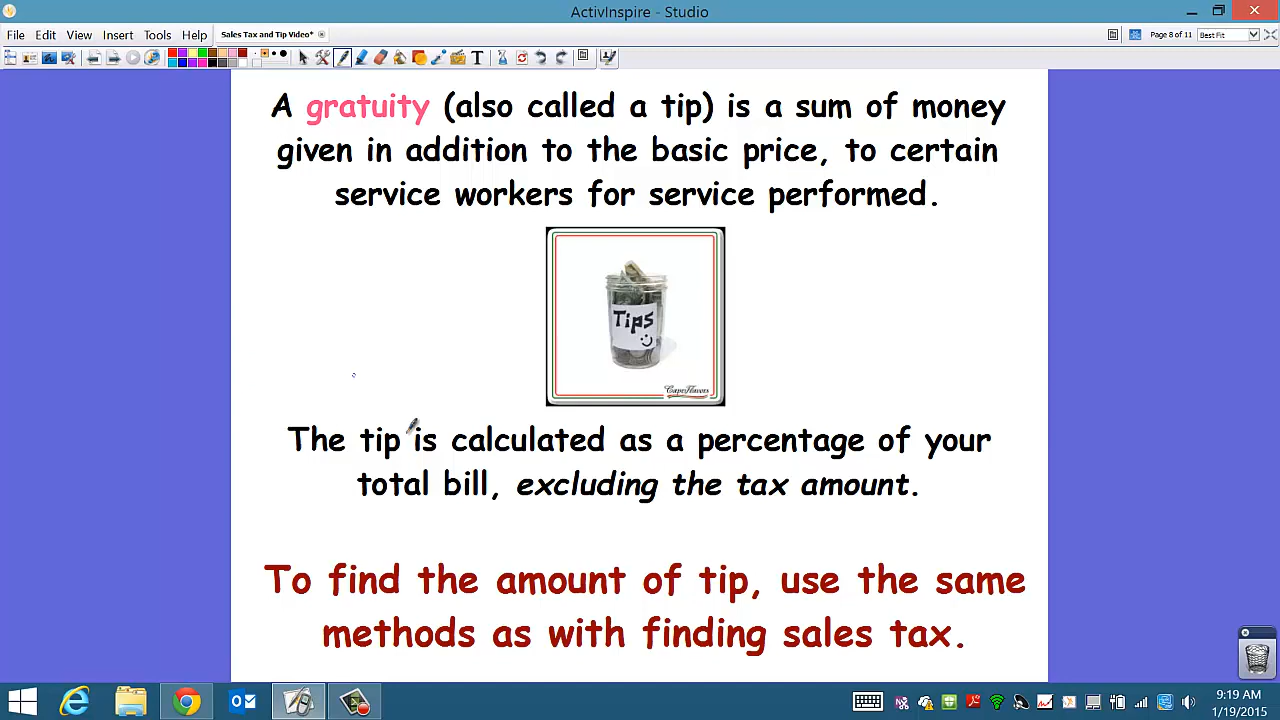 ActivInspire - Studio
File Edit View Insert Tools Help Sales Tax and Tip Video* Page 8 of 11 Best Fit
A gratuity (also called a tip) is a sum of money
given in addition to the basic price, to certain
service workers for service performed.
Tips
CapeFlavors
The tip is calculated as a percentage of your
total bill, excluding the tax amount.
To find the amount of tip, use the same
methods as with finding sales tax.
9:19 AM
1/19/2015